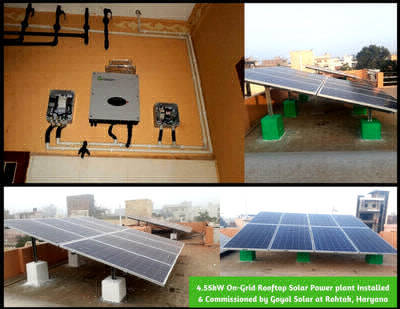 4.55kW On-Grid Rooftop Solar Power plant Installed
& Commissioned by Goyal Solar at Rohtak, Haryana